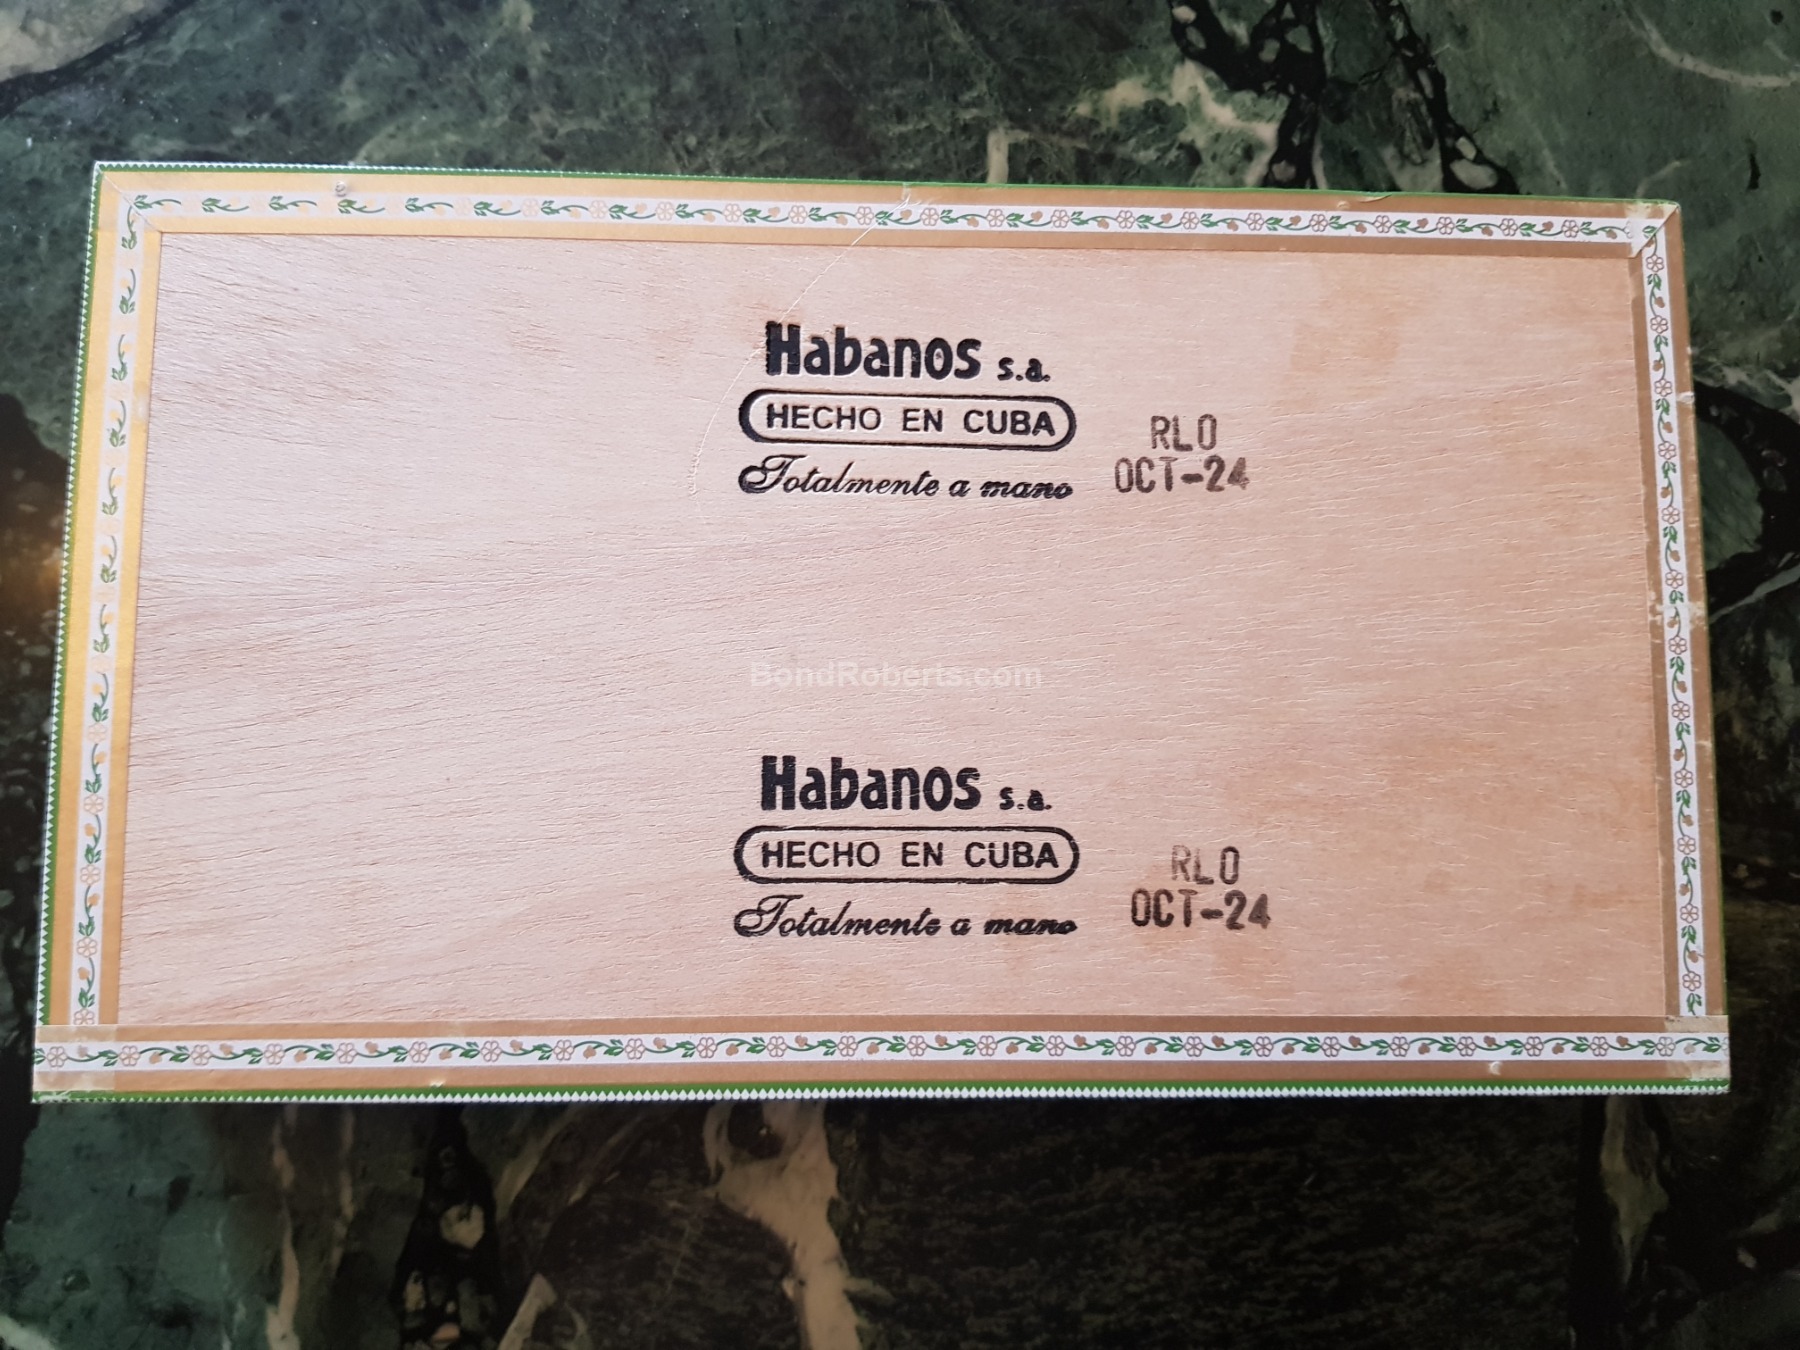 Habanos s.a.
HECHO EN CUBA
Totalmente a mano
RLO
OCT-24
BondRoberts.com
Habanos s.a.
HECHO EN CUBA
Totalmente a mano
RLO
OCT-24